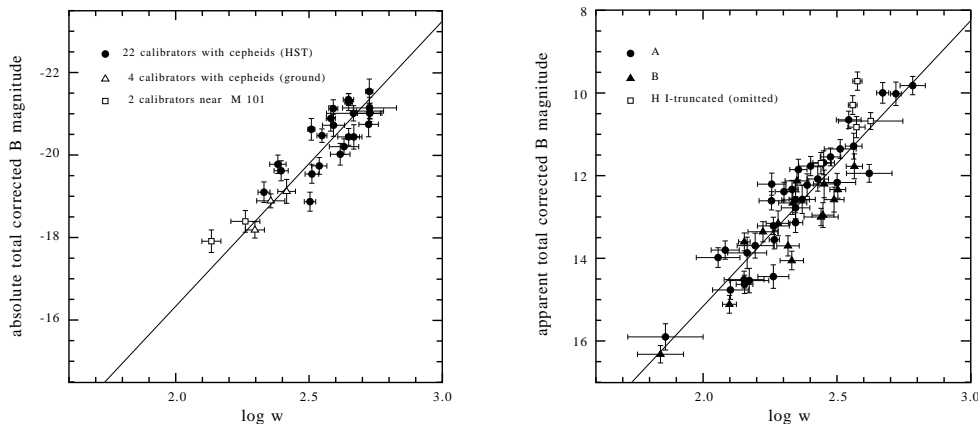 absolute total corrected B magnitude
-22
-20
-18
-16
22 calibrators with cepheids (HST)
4 calibrators with cepheids (ground)
2 calibrators near M 101
2.0
2.5
3.0
log w
apparent total corrected B magnitude
8
10
12
14
16
A
B
H I-truncated (omitted)
2.0
2.5
3.0
log w